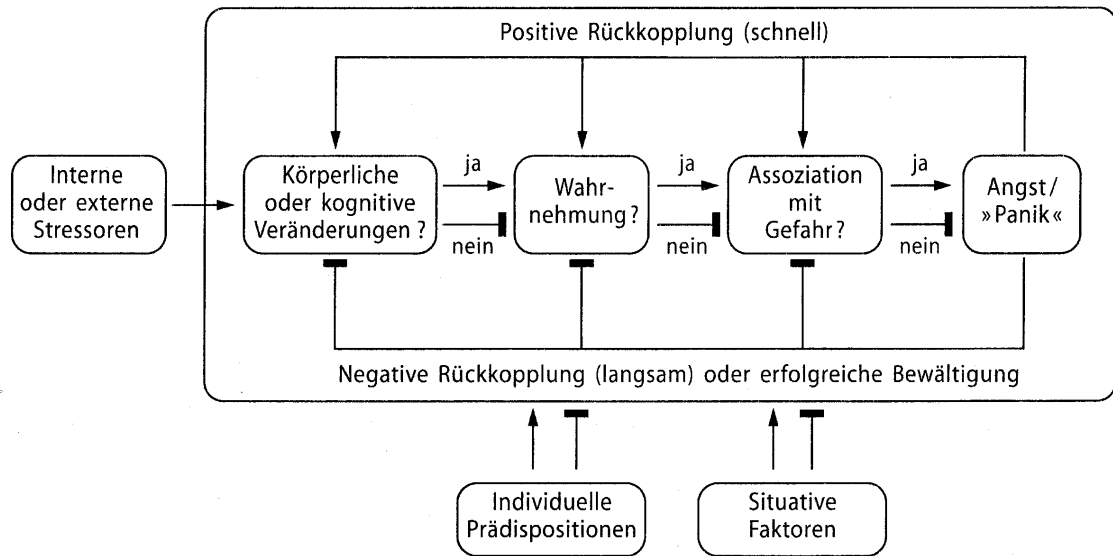 Positive Rückkopplung (schnell)
Interne
oder externe
Stressoren
Körperliche
oder kognitive
Veränderungen ?
ja
nein
Wahr-
nehmung ?
ja
nein
Assoziation
mit
Gefahr ?
ja
nein
Angst /
»Panik«
Negative Rückkopplung (langsam) oder erfolgreiche Bewältigung
Individuelle
Prädispositionen
Situative
Faktoren